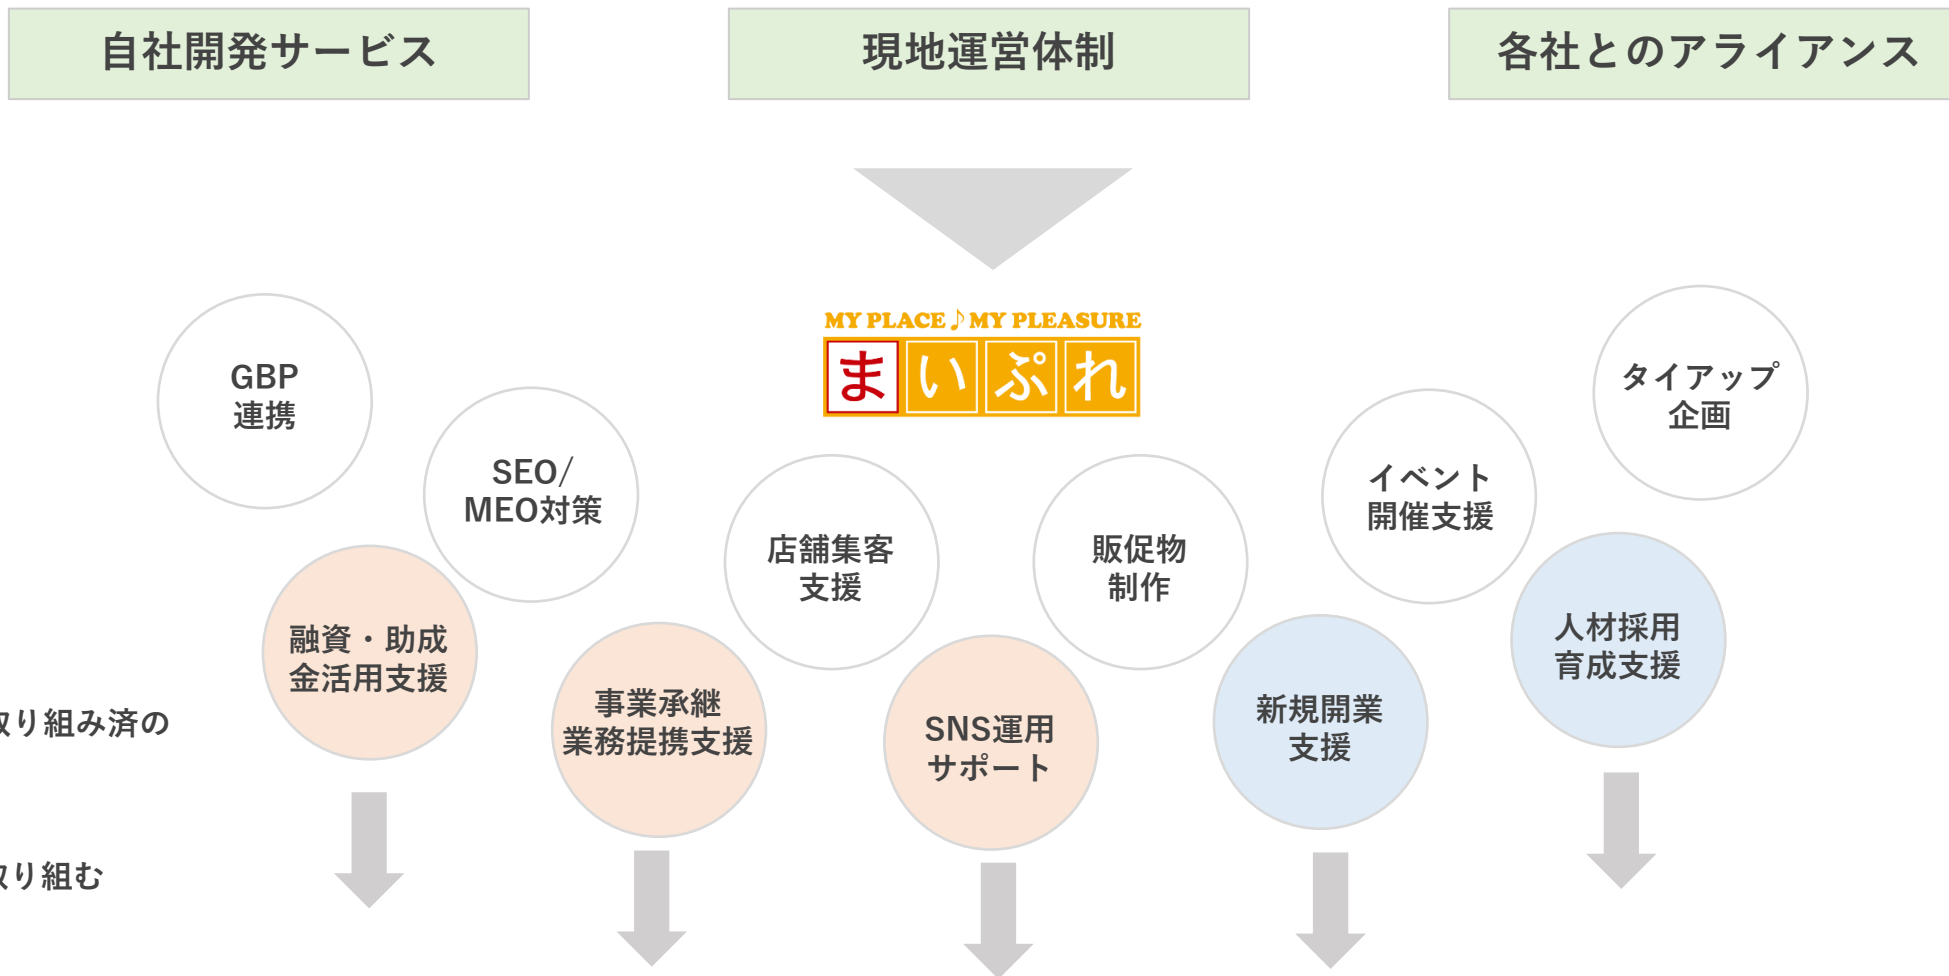 自社開発サービス
現地運営体制
各社とのアライアンス
MY PLACE♪MY PLEASURE
まいぷれ
GBP
連携
SEO/
MEO対策
店舗集客
支援
販促物
制作
イベント
開催支援
タイアップ
企画
融資・助成
金活用支援
事業承継
業務提携支援
SNS運用
サポート
新規開業
支援
人材採用
育成支援
取り組み済の
取り組む